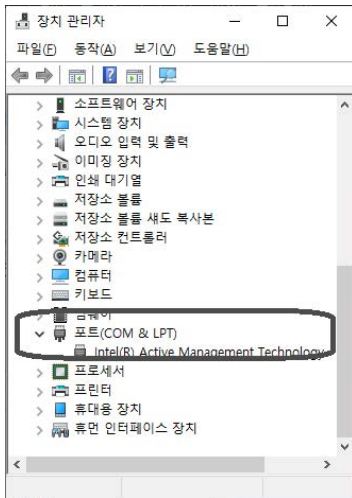 장치 관리자
파일(F) 동작(A) 보기(V) 도움말(H)
소프트웨어 장치
시스템 장치
오디오 입력 및 출력
이미징 장치
인쇄 대기열
저장소 볼륨
저장소 볼륨 섀도 복사본
저장소 컨트롤러
카메라
컴퓨터
키보드
펌웨어
포트(COM & LPT)
Intel(R) Active Management Technology
프로세서
프린터
휴대용 장치
휴먼 인터페이스 장치